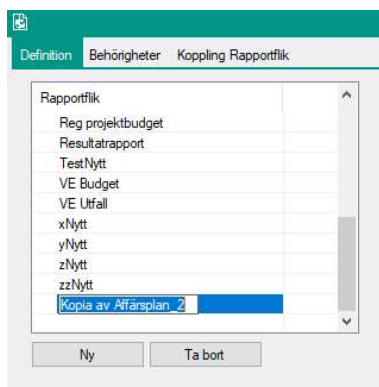 Definition Behörigheter Koppling Rapportflik
Rapportflik
Reg projektbudget
Resultatrapport
TestNytt
VE Budget
VE Utfall
xNytt
yNytt
zNytt
zzNytt
Kopia av Affärsplan_2
Ny Ta bort